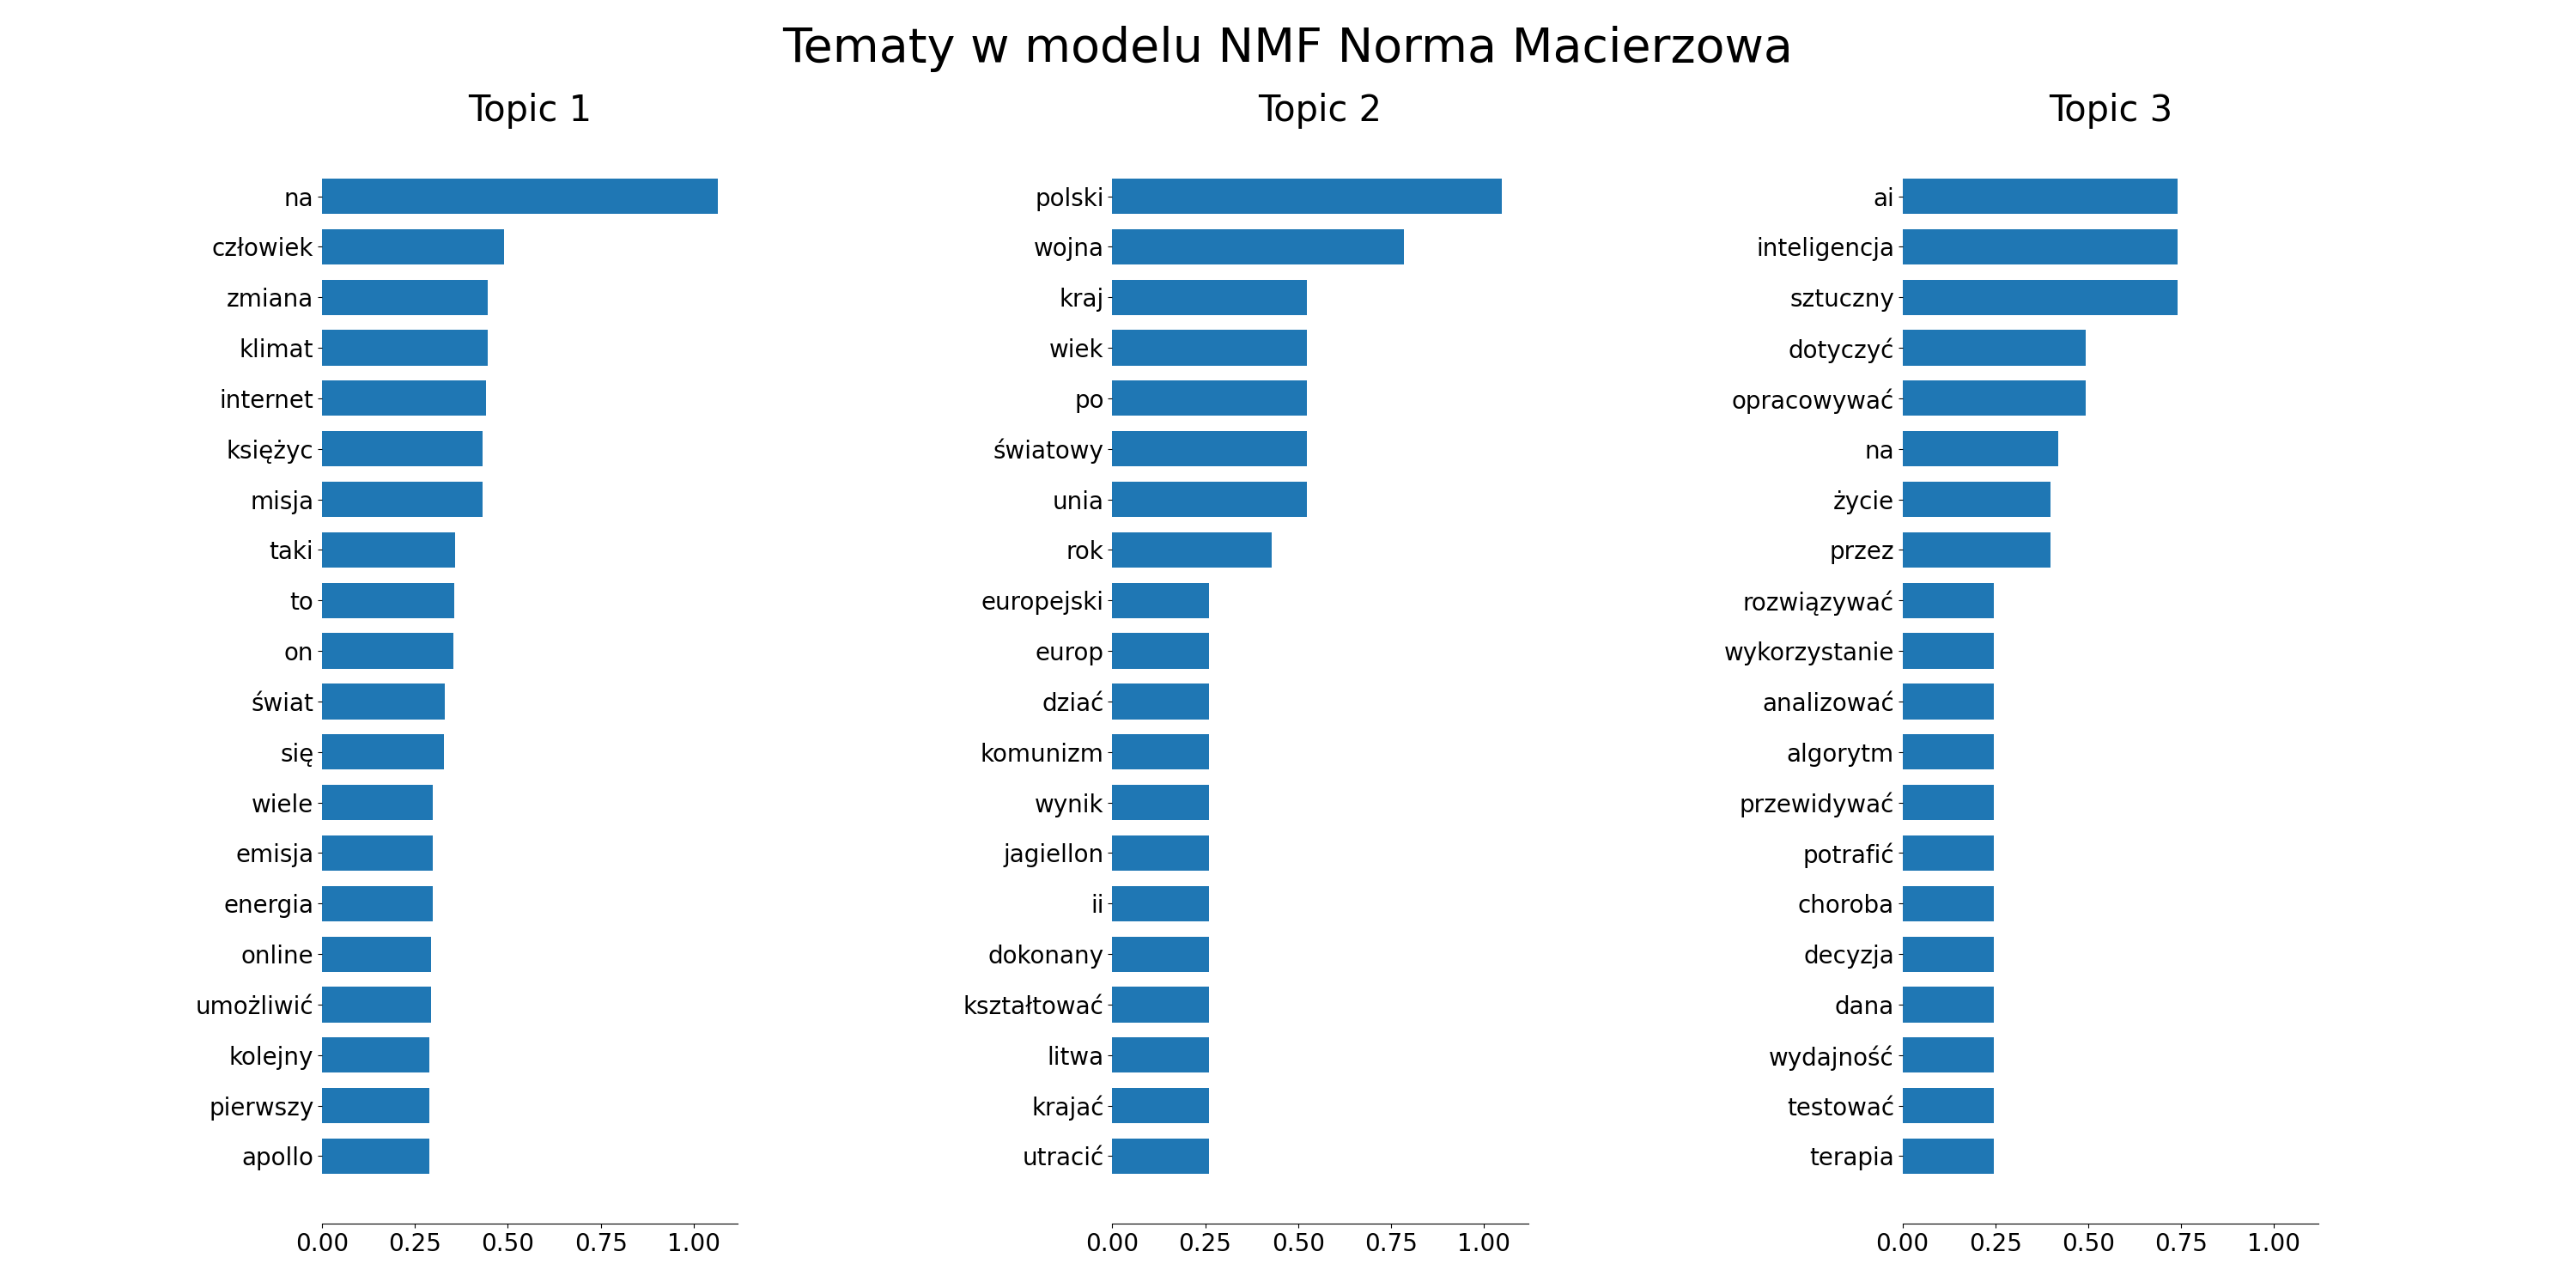 Tematy w modelu NMF Norma Macierzowa
Topic 1
na
człowiek
zmiana
klimat
internet
księżyc
misja
taki
to
on
świat
się
wiele
emisja
energia
online
umożliwić
kolejny
pierwszy
apollo
0.00 0.25 0.50 0.75 1.00
Topic 2
polski
wojna
kraj
wiek
po
światowy
unia
rok
europejski
europ
dziać
komunizm
wynik
jagiellon
ii
dokonany
kształtować
litwa
krajać
utracić
0.00 0.25 0.50 0.75 1.00
Topic 3
ai
inteligencja
sztuczny
dotyczyć
opracowywać
na
życie
przez
rozwiązywać
wykorzystanie
analizować
algorytm
przewidywać
potrafić
choroba
decyzja
dana
wydajność
testować
terapia
0.00 0.25 0.50 0.75 1.00